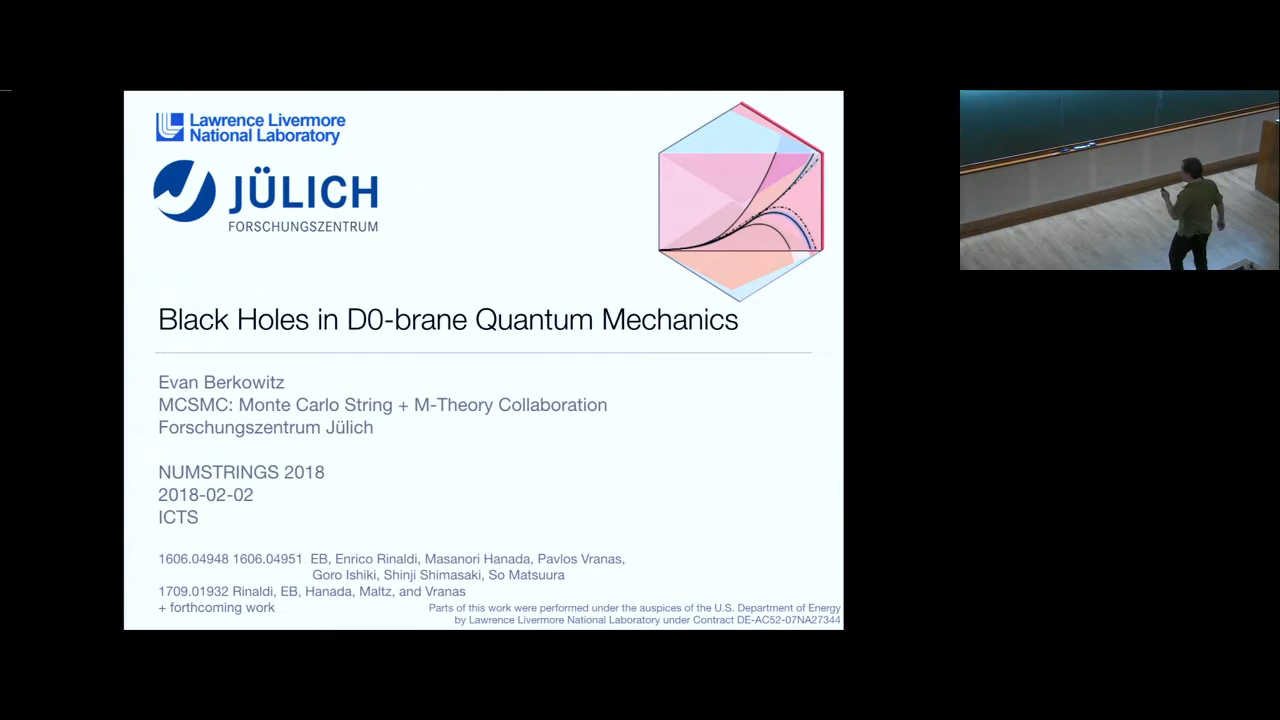 Lawrence Livermore
National Laboratory
JÜLICH
FORSCHUNGSZENTRUM
Black Holes in D0-brane Quantum Mechanics
Evan Berkowitz
MCSMC: Monte Carlo String + M-Theory Collaboration
Forschungszentrum Jülich
NUMSTRINGS 2018
2018-02-02
ICTS
1606.04948 1606.04951 EB, Enrico Rinaldi, Masanori Hanada, Pavlos Vranas,
Goro Ishiki, Shinji Shimasaki, So Matsuura
1709.01932 Rinaldi, EB, Hanada, Maltz, and Vranas
+ forthcoming work
Parts of this work were performed under the auspices of the U.S. Department of Energy
by Lawrence Livermore National Laboratory under Contract DE-AC52-07NA27344